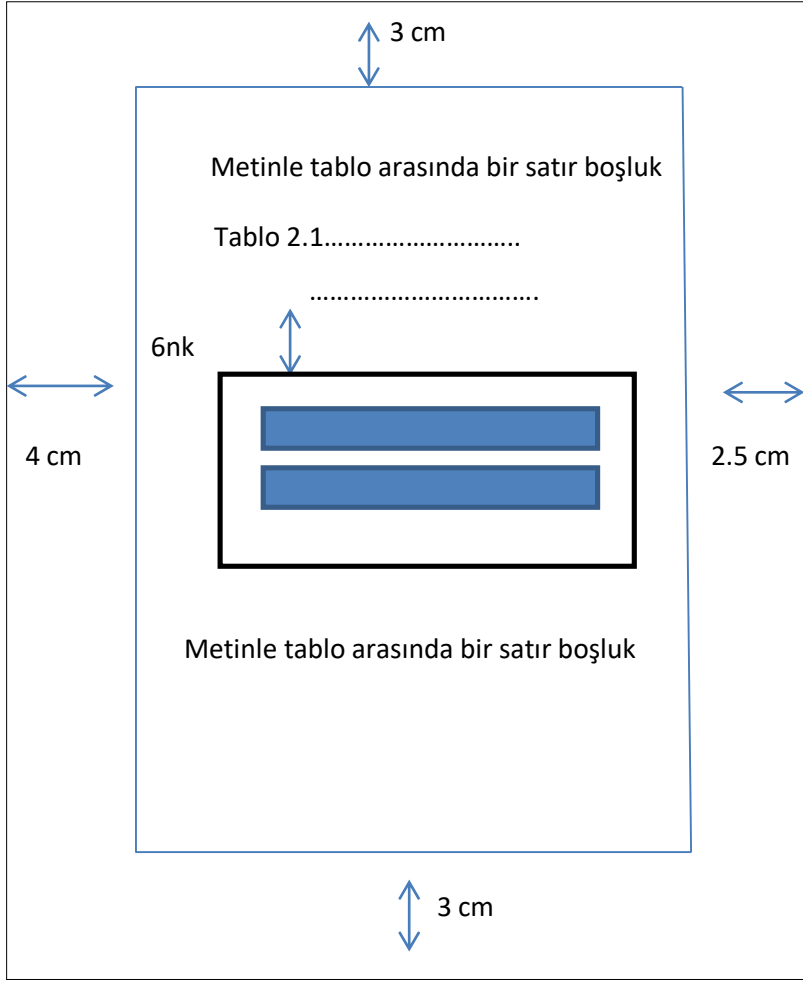 3 cm
Metinle tablo arasında bir satır boşluk
Tablo 2.1………………………..
…………………………….
6nk
4 cm
2.5 cm
Metinle tablo arasında bir satır boşluk
3 cm